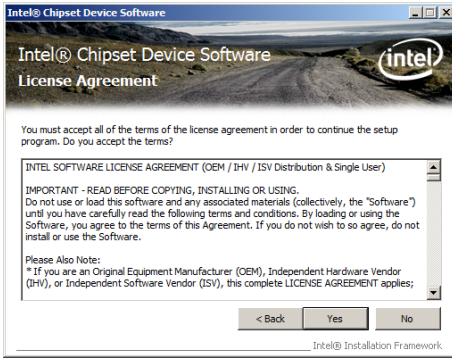 Intel® Chipset Device Software
Intel® Chipset Device Software
License Agreement
intel
You must accept all of the terms of the license agreement in order to continue the setup
program. Do you accept the terms?
INTEL SOFTWARE LICENSE AGREEMENT (OEM / IHV / ISV Distribution & Single User)
IMPORTANT - READ BEFORE COPYING, INSTALLING OR USING.
Do not use or load this software and any associated materials (collectively, the "Software")
until you have carefully read the following terms and conditions. By loading or using the
Software, you agree to the terms of this Agreement. If you do not wish to so agree, do not
install or use the Software.
Please Also Note:
* If you are an Original Equipment Manufacturer (OEM), Independent Hardware Vendor
(IHV), or Independent Software Vendor (ISV), this complete LICENSE AGREEMENT applies;
< Back Yes No
Intel® Installation Framework